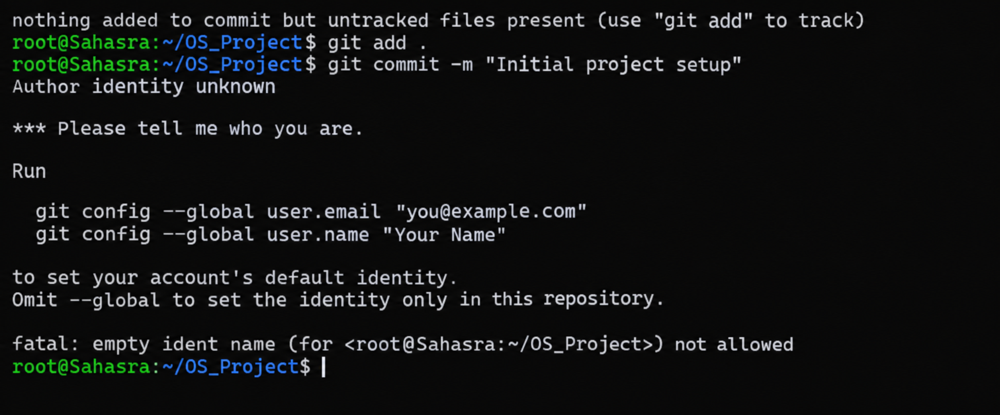 nothing added to commit but untracked files present (use "git add" to track)
root@Sahasra:~/OS_Project$ git add .
root@Sahasra:~/OS_Project$ git commit -m "Initial project setup"
Author identity unknown

*** Please tell me who you are.

Run

  git config --global user.email "you@example.com"
  git config --global user.name "Your Name"

to set your account's default identity.
Omit --global to set the identity only in this repository.

fatal: empty ident name (for <root@Sahasra:~/OS_Project>) not allowed
root@Sahasra:~/OS_Project$